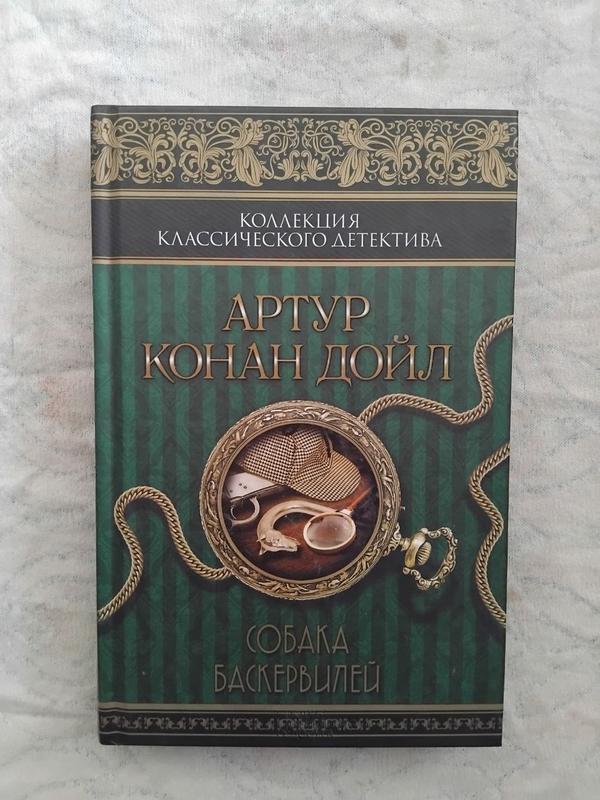 КОЛЛЕКЦИЯ
КЛАССИЧЕСКОГО ДЕТЕКТИВА
АРТУР
КОНАН ДОЙЛ
СОБАКА
БАСКЕРВИЛЕЙ